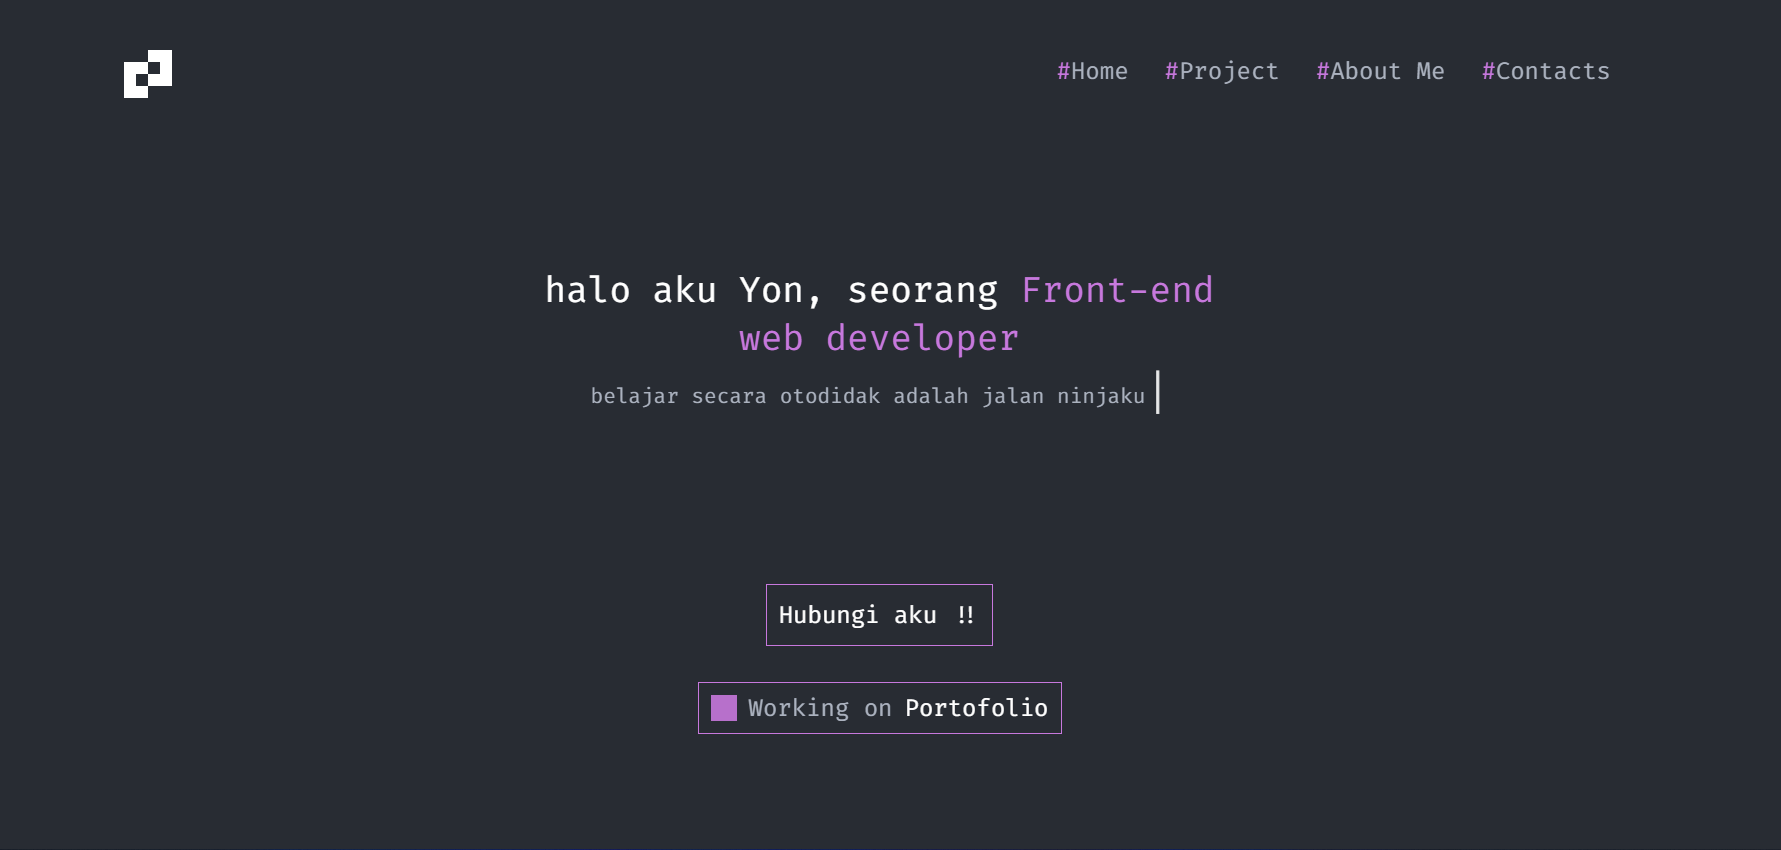 #Home #Project #About Me #Contacts
halo aku Yon, seorang Front-end
web developer
belajar secara otodidak adalah jalan ninjaku
Hubungi aku !!
Working on Portofolio